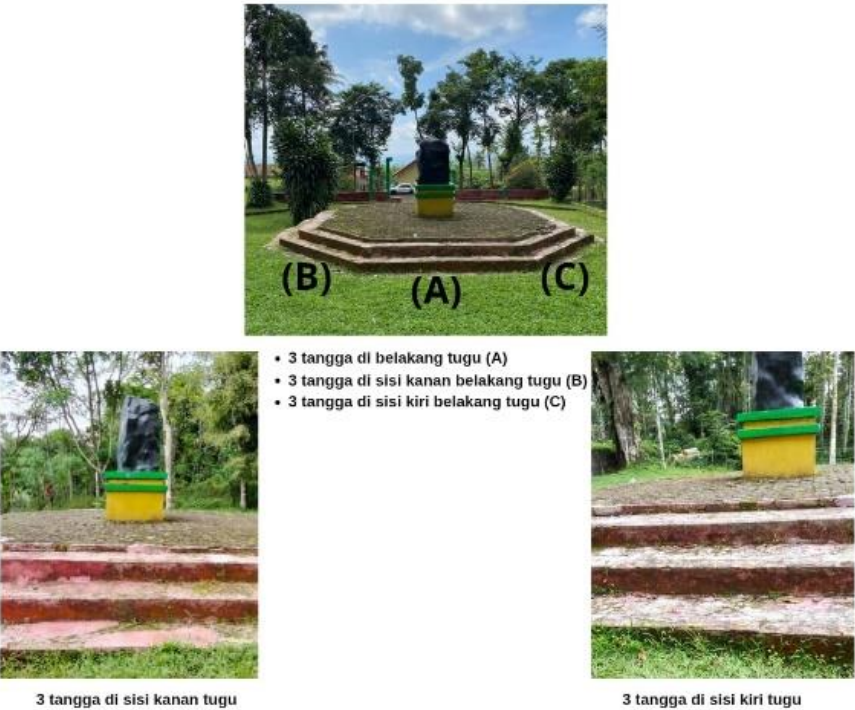 (B)
(A)
(C)
• 3 tangga di belakang tugu (A)
• 3 tangga di sisi kanan belakang tugu (B)
• 3 tangga di sisi kiri belakang tugu (C)
3 tangga di sisi kanan tugu
3 tangga di sisi kiri tugu